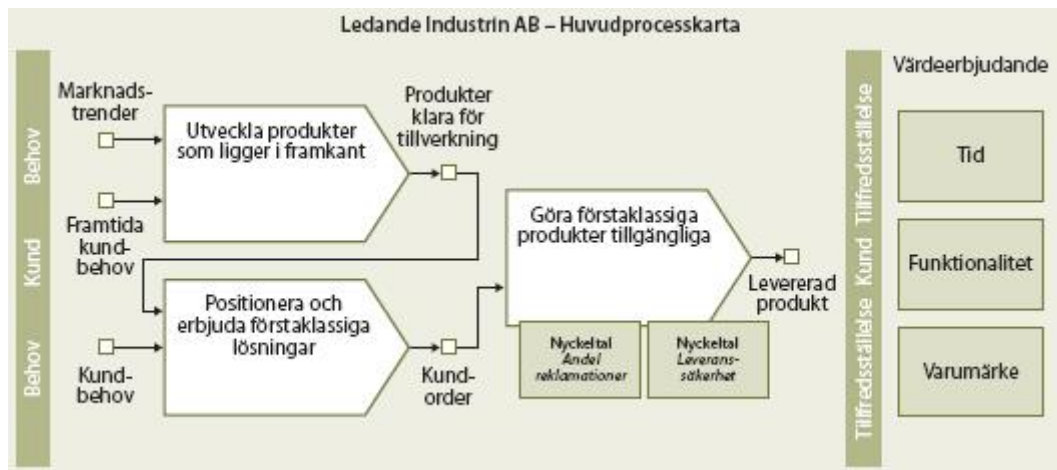 Ledande Industrin AB – Huvudprocesskarta
Behov
Kund
Behov
Marknads-
trender
Framtida
kund-
behov
Utveckla produkter
som ligger i framkant
Produkter
klara för
tillverkning
Kund-
behov
Positionera och
erbjuda förstaklassiga
lösningar
Kund-
order
Göra förstaklassiga
produkter tillgängliga
Nyckeltal
Andel
reklamationer
Nyckeltal
Leverans-
säkerhet
Levererad
produkt
Tillfredsställelse
Kund
Tillfredsställelse
Värdeerbjudande
Tid
Funktionalitet
Varumärke